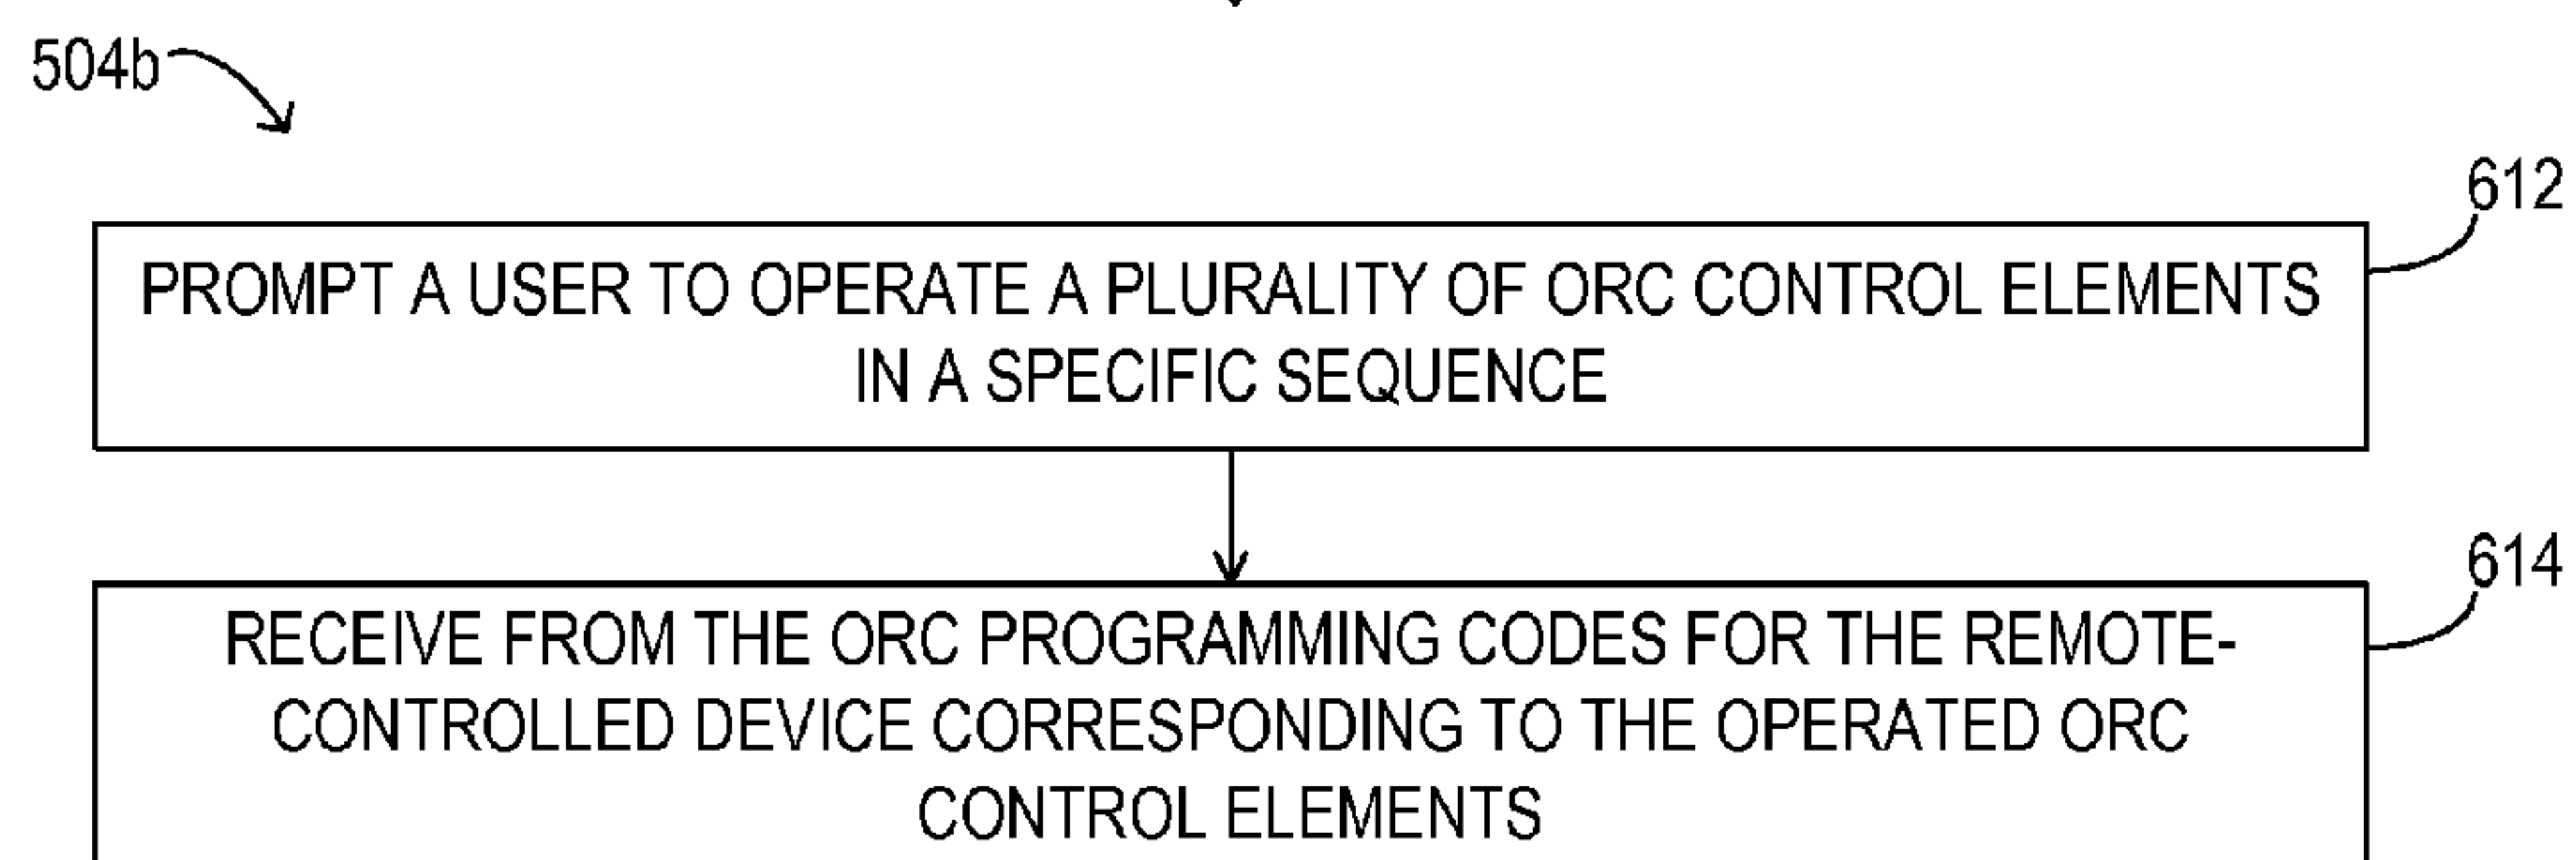 504b
612
PROMPT A USER TO OPERATE A PLURALITY OF ORC CONTROL ELEMENTS
IN A SPECIFIC SEQUENCE
614
RECEIVE FROM THE ORC PROGRAMMING CODES FOR THE REMOTE-
CONTROLLED DEVICE CORRESPONDING TO THE OPERATED ORC
CONTROL ELEMENTS